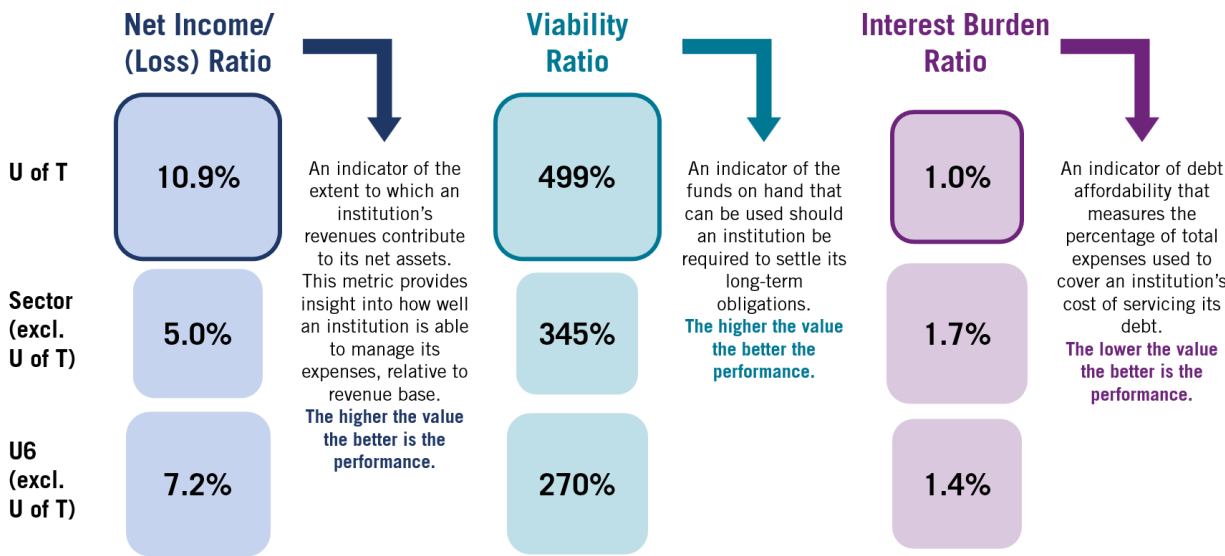 Net Income/
(Loss) Ratio
Viability
Ratio
Interest Burden
Ratio
U of T
10.9%
An indicator of the
extent to which an
institution’s
revenues contribute
to its net assets.
This metric provides
insight into how well
an institution is able
to manage its
expenses, relative to
revenue base.
The higher the value
the better is the
performance.
499%
An indicator of the
funds on hand that
can be used should
an institution be
required to settle its
long-term
obligations.
The higher the value
the better the
performance.
1.0%
An indicator of debt
affordability that
measures the
percentage of total
expenses used to
cover an institution’s
cost of servicing its
debt.
The lower the value
the better is the
performance.
Sector
(excl.
U of T)
5.0%
345%
1.7%
U6
(excl.
U of T)
7.2%
270%
1.4%